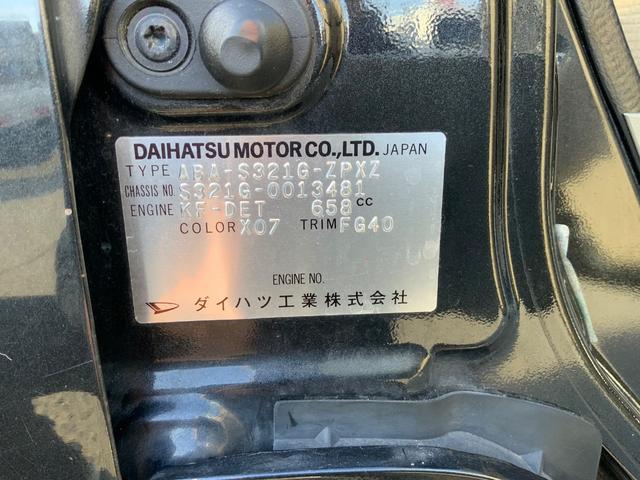 DAIHATSU MOTOR CO.,LTD. JAPAN
TYPE ABA-S321G-ZPXZ
CHASSIS NO S321G-0013481
ENGINE KF-DET 658 CC
COLOR X07 TRIM FG40
ENGINE NO.
ダイハツ工業株式会社